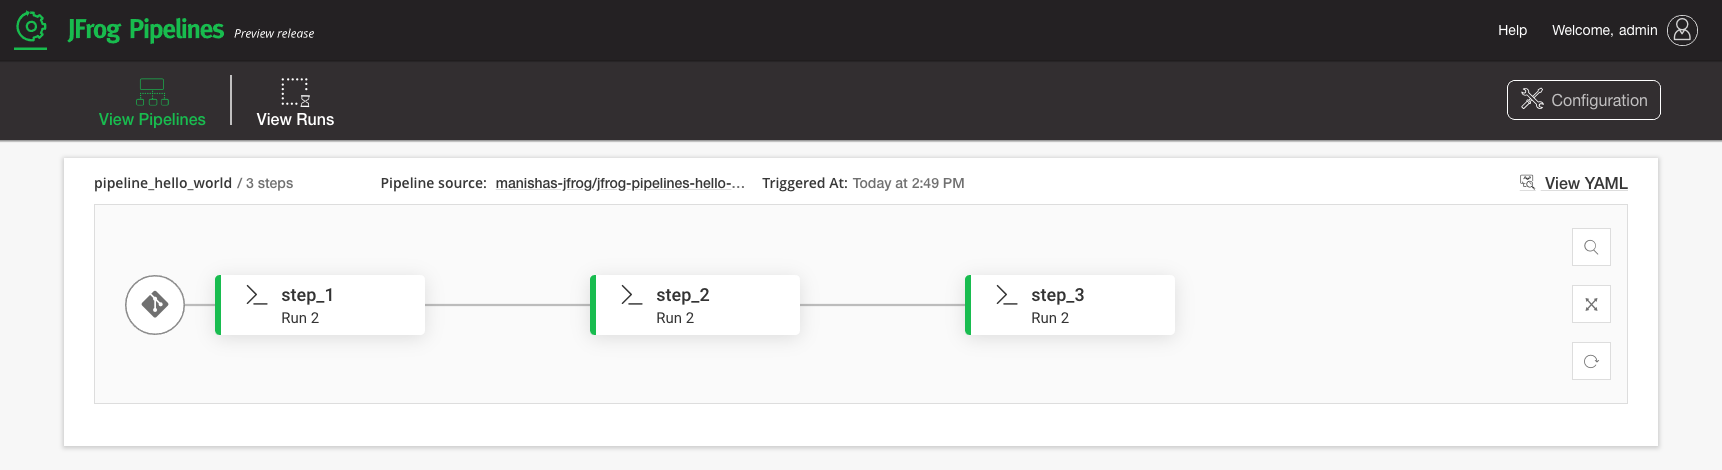 JFrog Pipelines Preview release
Help Welcome, admin
View Pipelines View Runs
Configuration
pipeline_hello_world / 3 steps Pipeline source: manishas-jfrog/jfrog-pipelines-hello-... Triggered At: Today at 2:49 PM View YAML
step_1
Run 2
step_2
Run 2
step_3
Run 2